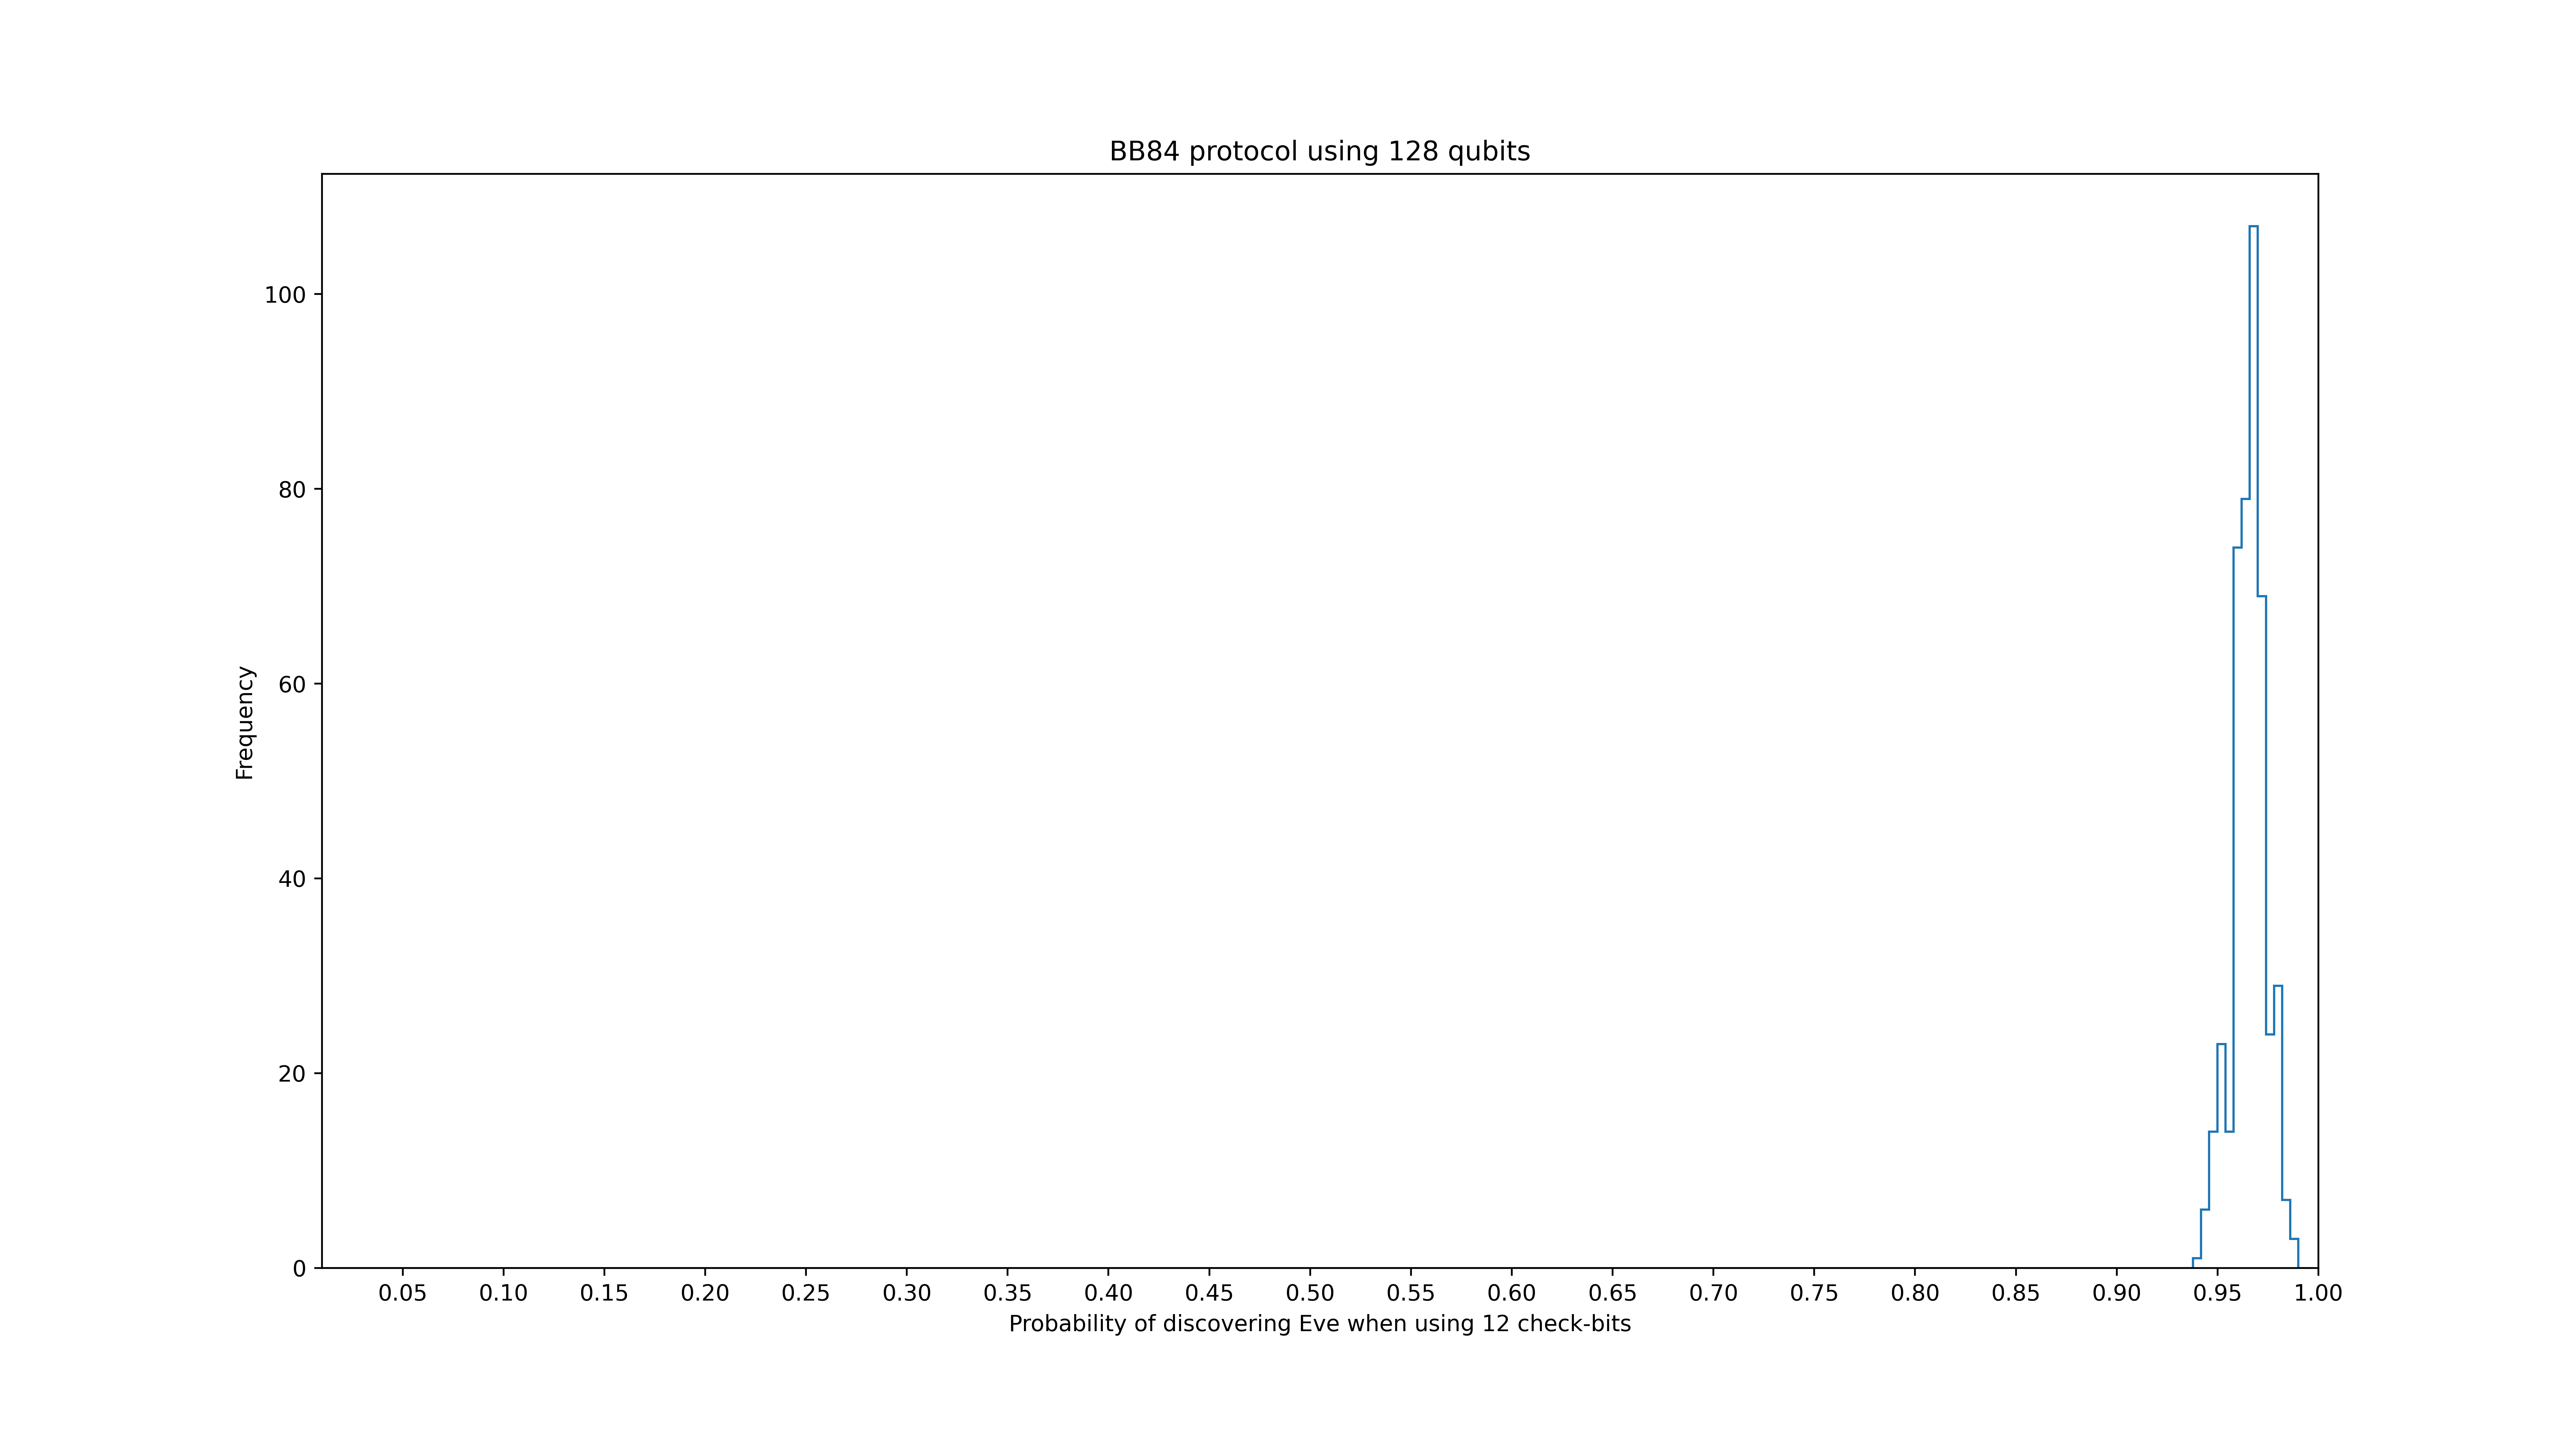 BB84 protocol using 128 qubits
100
80
60
40
20
0
Frequency
0.05 0.10 0.15 0.20 0.25 0.30 0.35 0.40 0.45 0.50 0.55 0.60 0.65 0.70 0.75 0.80 0.85 0.90 0.95 1.00
Probability of discovering Eve when using 12 check-bits